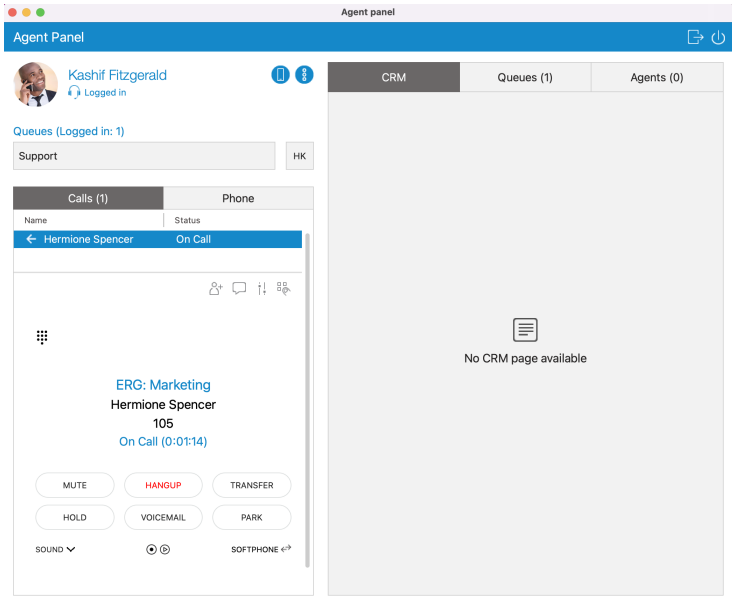 Agent panel
Agent Panel
Kashif Fitzgerald
Logged in
Queues (Logged in: 1)
Support
HK
Calls (1)
Phone
Name
Status
Hermione Spencer
On Call
ERG: Marketing
Hermione Spencer
105
On Call (0:01:14)
MUTE
HANGUP
TRANSFER
HOLD
VOICEMAIL
PARK
SOUND
SOFTPHONE
CRM
Queues (1)
Agents (0)
No CRM page available